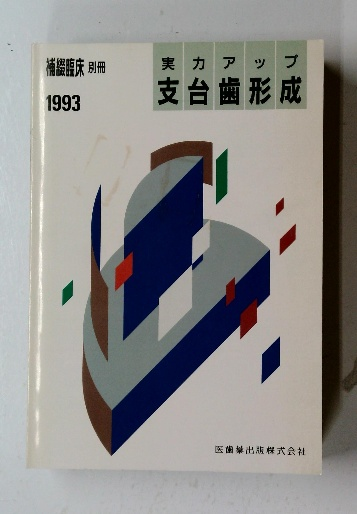 補綴臨床 別冊
1993
実力アップ
支台歯形成
医歯薬出版株式会社